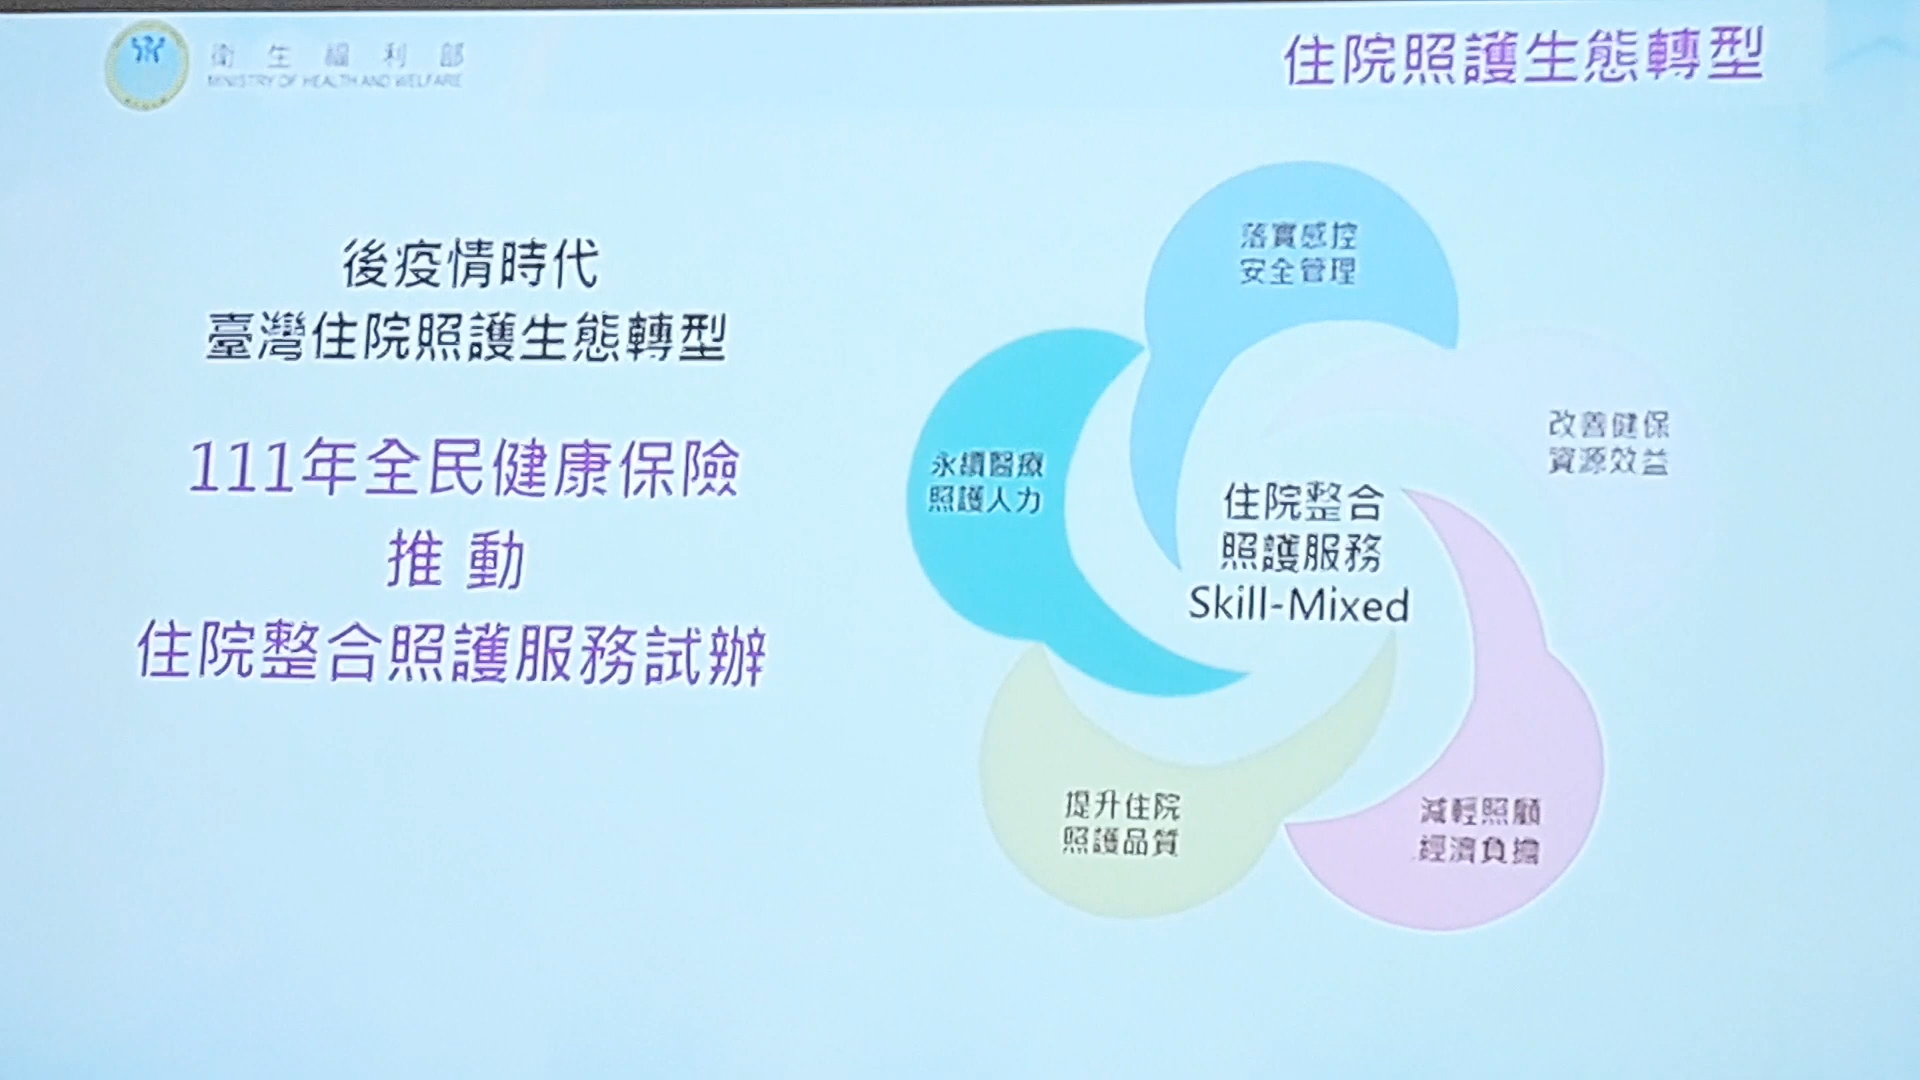 衛生福利部
MINISTRY OF HEALTH AND WELFARE
住院照護生態轉型
後疫情時代
臺灣住院照護生態轉型
111年全民健康保險
推動
住院整合照護服務試辦
落實感控
安全管理
改善健保
資源效益
減輕照顧
經濟負擔
提升住院
照護品質
永續醫療
照護人力
住院整合
照護服務
Skill-Mixed